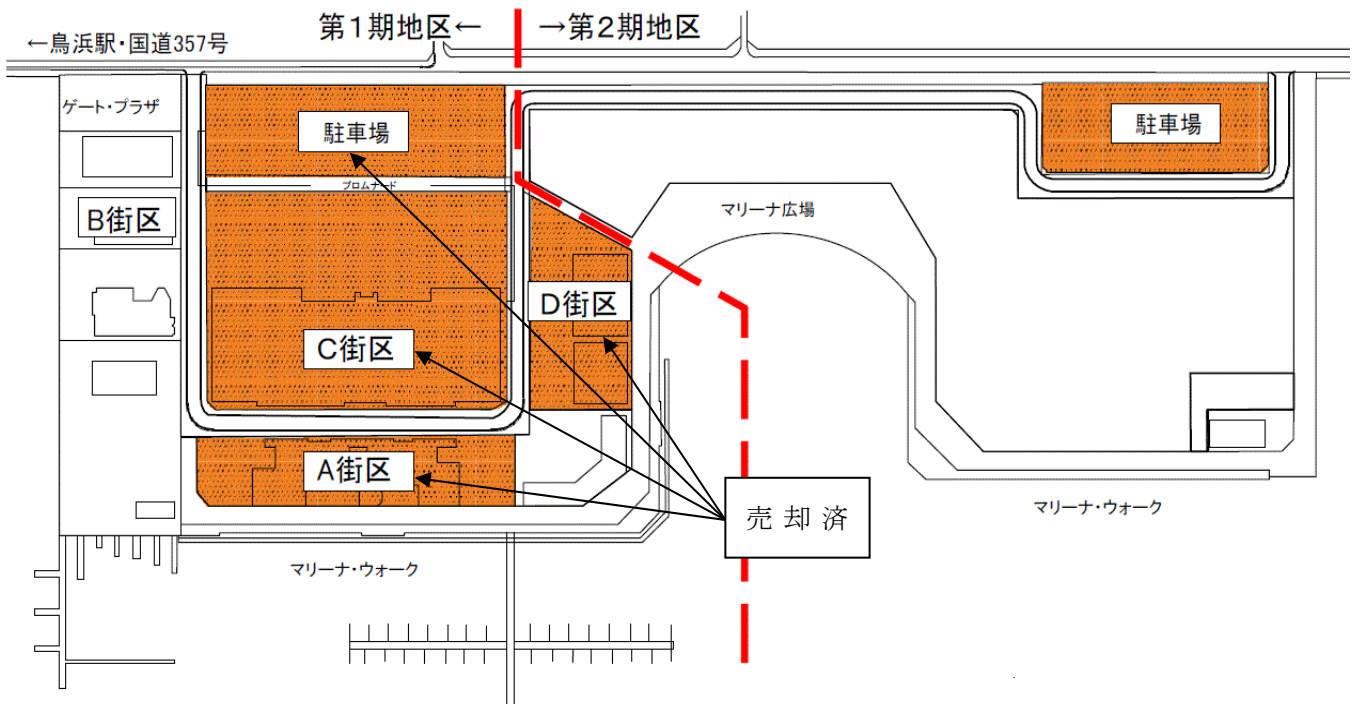 第1期地区← →第2期地区
←鳥浜駅・国道357号
ゲート・プラザ
駐車場
駐車場
プロムナード
B街区
マリーナ広場
D街区
C街区
A街区
売却済
マリーナ・ウォーク
マリーナ・ウォーク